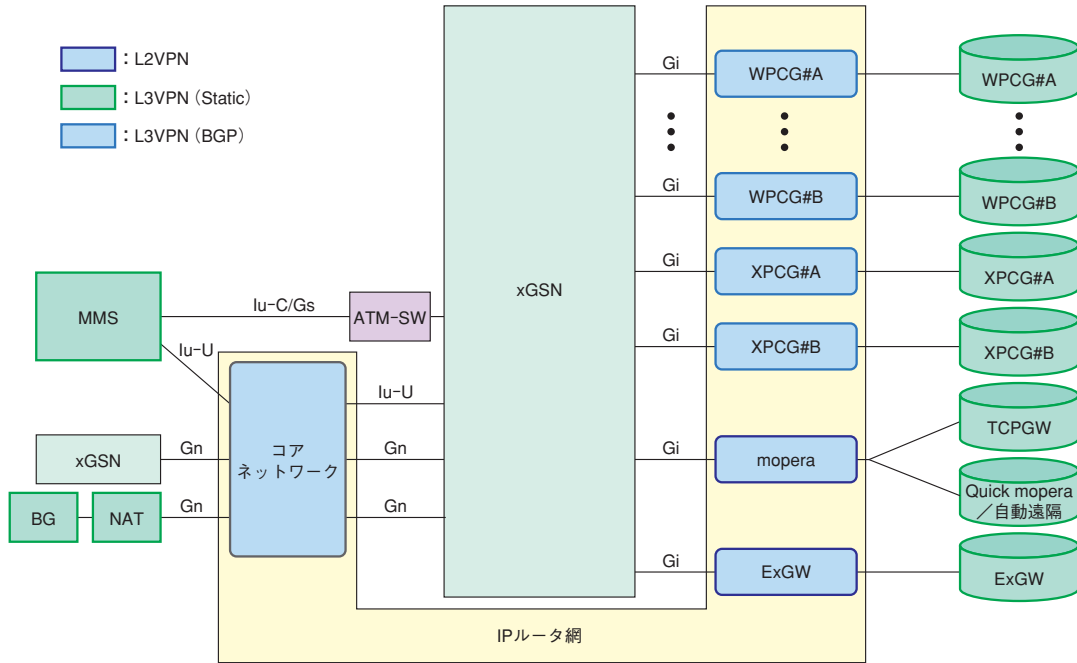 ：L2VPN
：L3VPN（Static）
：L3VPN（BGP）
Gi
WPCG#A
WPCG#A
Gi
WPCG#B
WPCG#B
Gi
XPCG#A
XPCG#A
xGSN
MMS
Iu-C/Gs
ATM-SW
Gi
XPCG#B
XPCG#B
Iu-U
Iu-U
TCPGW
xGSN
Gn
コア
ネットワーク
Gn
Gi
mopera
Quick mopera
／自動遠隔
BG
NAT
Gn
Gn
Gi
ExGW
ExGW
IPルータ網